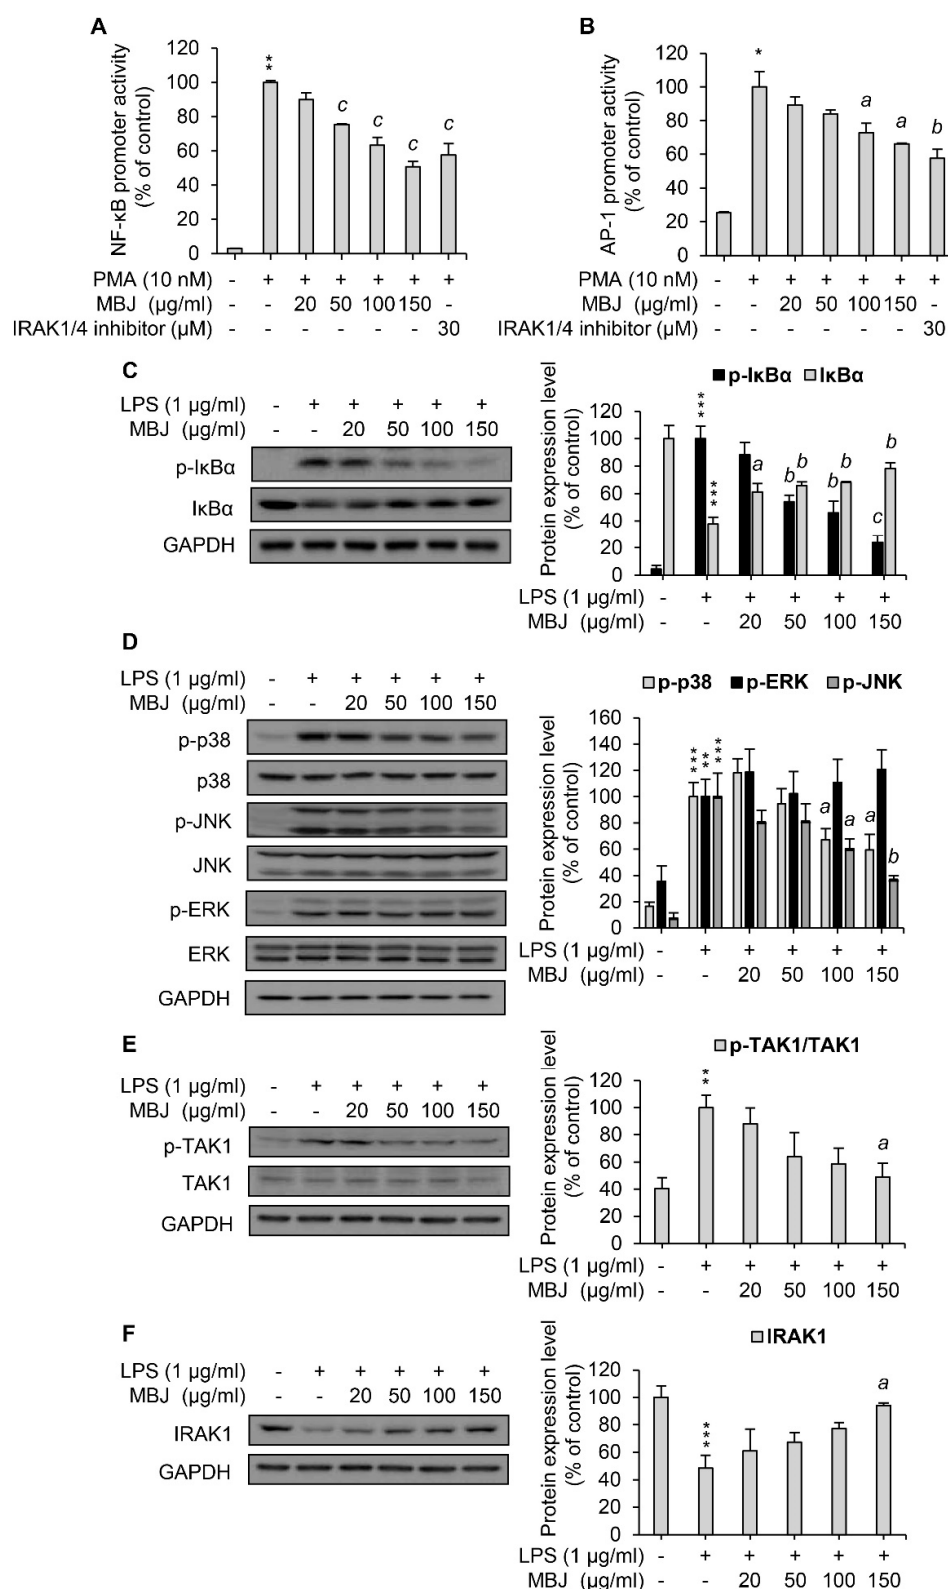 A
NF-κB promoter activity
(% of control)
120
100
80
60
40
20
0
**
c
c
c
c
PMA (10 nM) - + + + + + +
MBJ (µg/ml) - - 20 50 100 150 -
IRAK1/4 inhibitor (µM) - - - - - - 30
B
AP-1 promoter activity
(% of control)
120
100
80
60
40
20
0
*
a
a
b
PMA (10 nM) - + + + + + +
MBJ (µg/ml) - - 20 50 100 150 -
IRAK1/4 inhibitor (µM) - - - - - - 30
C
LPS (1 µg/ml) - + + + + +
MBJ (µg/ml) - - 20 50 100 150
p-IκBα
IκBα
GAPDH
p-IκBα IκBα
Protein expression level
(% of control)
120
100
80
60
40
20
0
***
***
a
b
b
b
b
c
b
LPS (1 µg/ml) - + + + + +
MBJ (µg/ml) - - 20 50 100 150
D
LPS (1 µg/ml) - + + + + +
MBJ (µg/ml) - - 20 50 100 150
p-p38
p38
p-JNK
JNK
p-ERK
ERK
GAPDH
p-p38 p-ERK p-JNK
Protein expression level
(% of control)
160
140
120
100
80
60
40
20
0
***
**
***
a
a
a
b
LPS (1 µg/ml) - + + + + +
MBJ (µg/ml) - - 20 50 100 150
E
LPS (1 µg/ml) - + + + + +
MBJ (µg/ml) - - 20 50 100 150
p-TAK1
TAK1
GAPDH
p-TAK1/TAK1
Protein expression level
(% of control)
120
100
80
60
40
20
0
**
a
LPS (1 µg/ml) - + + + + +
MBJ (µg/ml) - - 20 50 100 150
F
LPS (1 µg/ml) - + + + + +
MBJ (µg/ml) - - 20 50 100 150
IRAK1
GAPDH
IRAK1
Protein expression level
(% of control)
120
100
80
60
40
20
0
***
a
LPS (1 µg/ml) - + + + + +
MBJ (µg/ml) - - 20 50 100 150